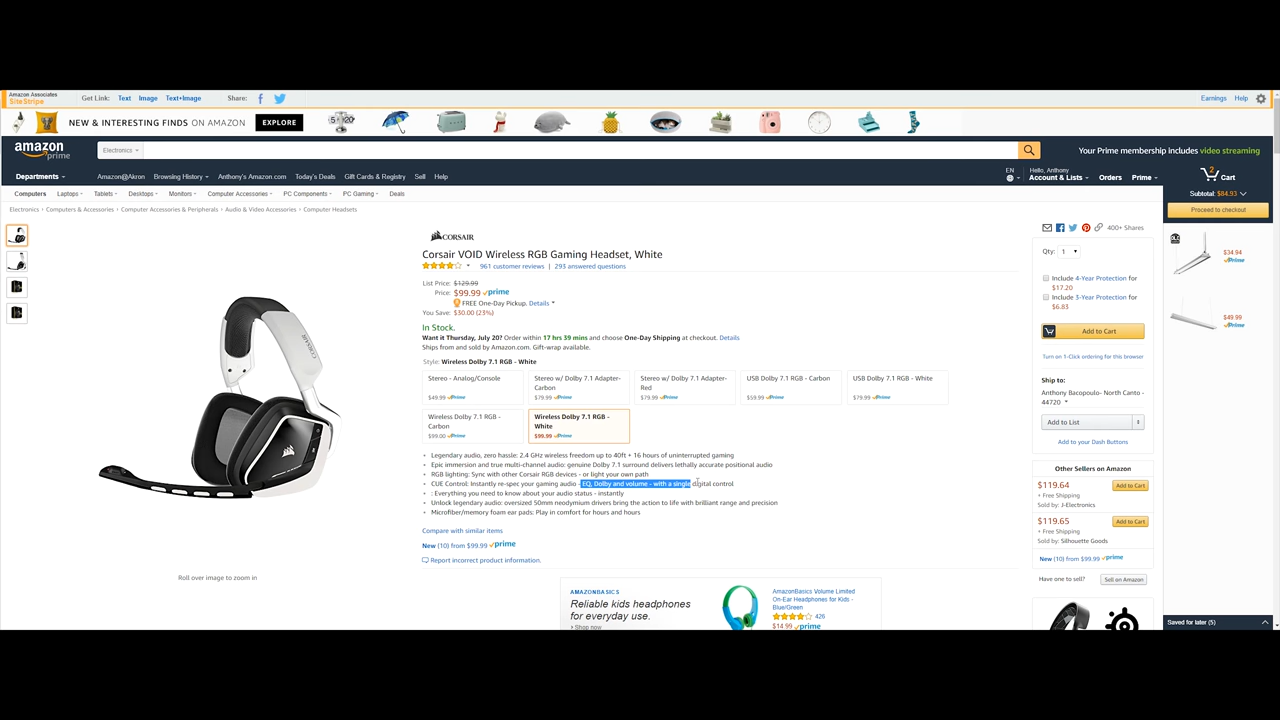 Amazon Associates
SiteStripe
Get Link: Text Image Text+Image Share:
Earnings Help
NEW & INTERESTING FINDS ON AMAZON EXPLORE
amazon
prime
Electronics
Your Prime membership includes video streaming
Departments
Amazon@Akron Browsing History Anthony's Amazon.com Today's Deals Gift Cards & Registry Sell Help
EN
Hello, Anthony
Account & Lists Orders Prime
2
Cart
Computers Laptops Tablets Desktops Monitors Computer Accessories PC Components PC Gaming Deals
Subtotal: $84.93
Proceed to checkout
Electronics › Computers & Accessories › Computer Accessories & Peripherals › Audio & Video Accessories › Computer Headsets
400+ Shares
CORSAIR
Corsair VOID Wireless RGB Gaming Headset, White
961 customer reviews | 293 answered questions
List Price: $129.99
Price: $99.99 prime
FREE One-Day Pickup. Details
You Save: $30.00 (23%)
In Stock.
Want it Thursday, July 20? Order within 17 hrs 39 mins and choose One-Day Shipping at checkout. Details
Ships from and sold by Amazon.com. Gift-wrap available.
Style: Wireless Dolby 7.1 RGB - White
Stereo - Analog/Console
$49.99 Prime
Stereo w/ Dolby 7.1 Adapter-
Carbon
$79.99 Prime
Stereo w/ Dolby 7.1 Adapter-
Red
$79.99 Prime
USB Dolby 7.1 RGB - Carbon
$59.99 Prime
USB Dolby 7.1 RGB - White
$79.99 Prime
Wireless Dolby 7.1 RGB -
Carbon
$99.00 Prime
Wireless Dolby 7.1 RGB -
White
$99.99 Prime
Legendary audio, zero hassle: 2.4 GHz wireless freedom up to 40ft + 16 hours of uninterrupted gaming
Epic immersion and true multi-channel audio: genuine Dolby 7.1 surround delivers lethally accurate positional audio
RGB lighting: Sync with other Corsair RGB devices - or light your own path
CUE Control: Instantly re-spec your gaming audio - EQ, Dolby and volume - with a single digital control
: Everything you need to know about your audio status - instantly
Unlock legendary audio: oversized 50mm neodymium drivers bring the action to life with brilliant range and precision
Microfiber/memory foam ear pads: Play in comfort for hours and hours
Compare with similar items
New (10) from $99.99 prime
Report incorrect product information.
Roll over image to zoom in
AMAZONBASICS
Reliable kids headphones
for everyday use.
› Shop now
AmazonBasics Volume Limited
On-Ear Headphones for Kids -
Blue/Green
426
$14.99 prime
Qty: 1
Include 4-Year Protection for
$17.20
Include 3-Year Protection for
$6.83
Add to Cart
Turn on 1-Click ordering for this browser
Ship to:
Anthony Bacopoulo- North Canto -
44720
Add to List
Add to your Dash Buttons
Other Sellers on Amazon
$119.64 Add to Cart
+ Free Shipping
Sold by: J-Electronics
$119.65 Add to Cart
+ Free Shipping
Sold by: Silhouette Goods
New (10) from $99.99 prime
Have one to sell? Sell on Amazon
$34.94
Prime
$49.99
Prime
Saved for later (5)